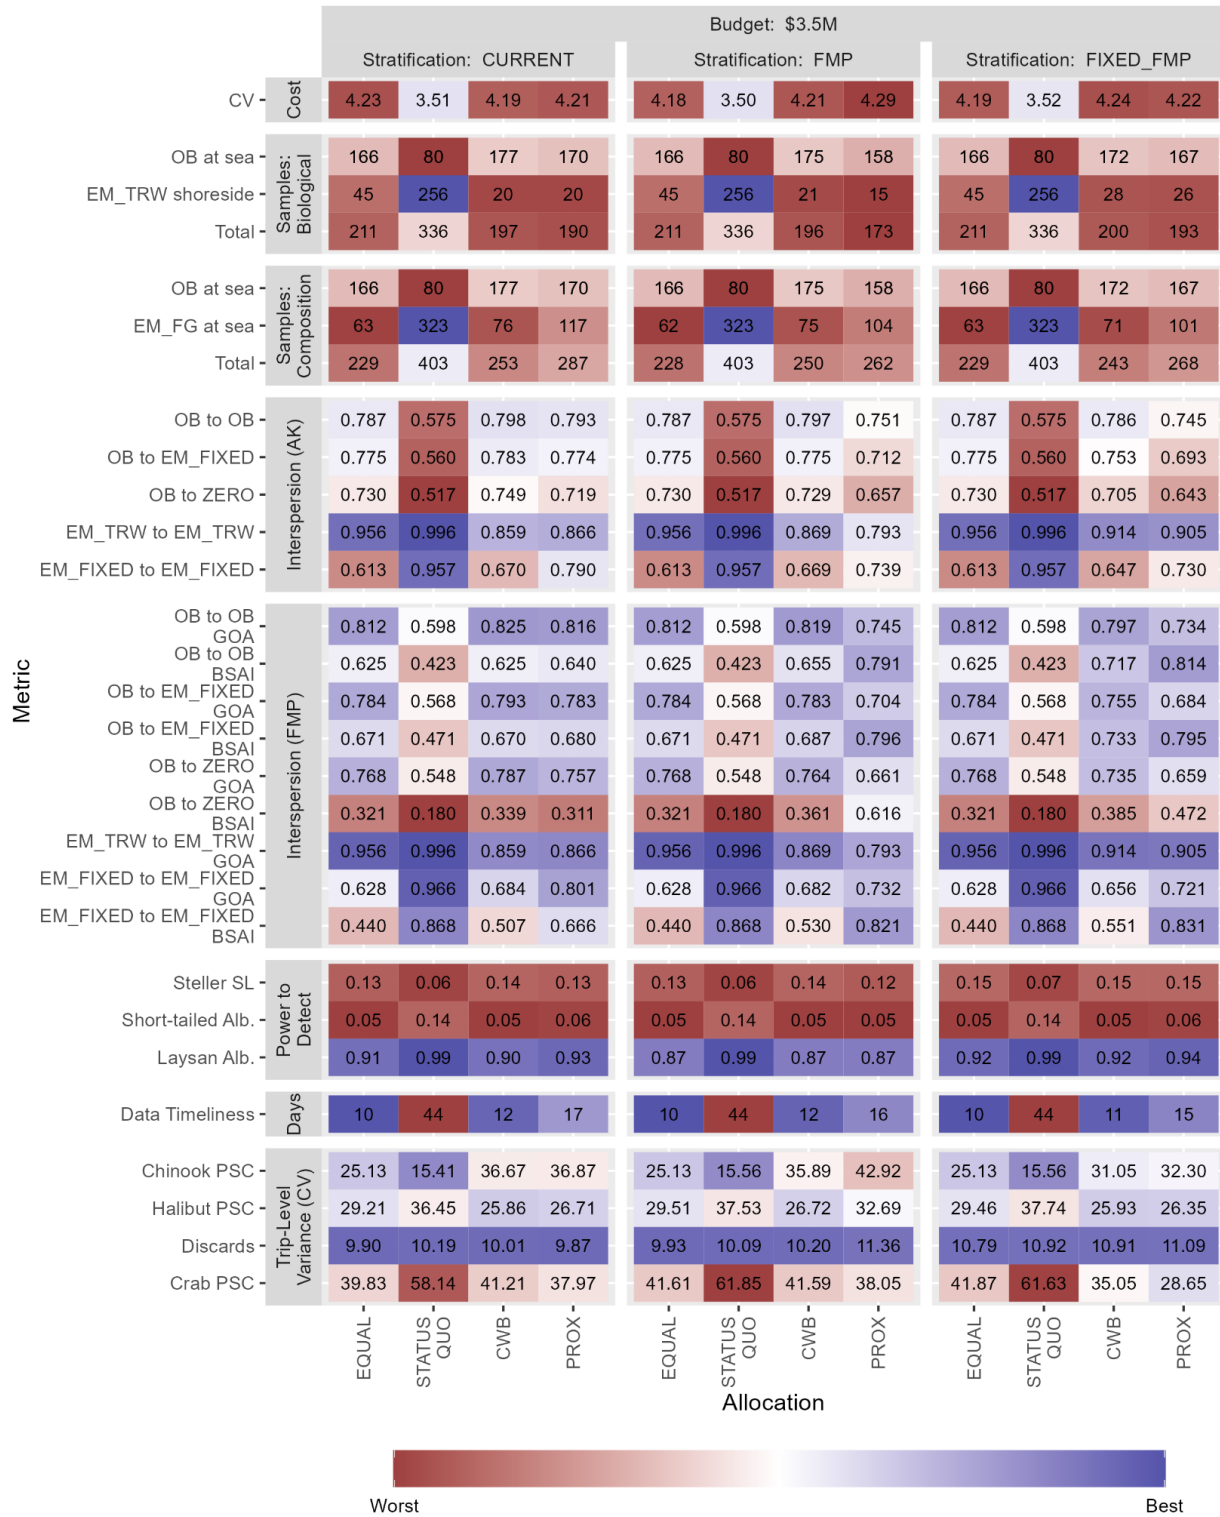 Budget: $3.5M
Stratification: CURRENT Stratification: FMP Stratification: FIXED_FMP
Cost
CV 4.23 3.51 4.19 4.21 4.18 3.50 4.21 4.29 4.19 3.52 4.24 4.22
Samples:
Biological
OB at sea 166 80 177 170 166 80 175 158 166 80 172 167
EM_TRW shoreside 45 256 20 20 45 256 21 15 45 256 28 26
Total 211 336 197 190 211 336 196 173 211 336 200 193
Samples:
Composition
OB at sea 166 80 177 170 166 80 175 158 166 80 172 167
EM_FG at sea 63 323 76 117 62 323 75 104 63 323 71 101
Total 229 403 253 287 228 403 250 262 229 403 243 268
Interspersion (AK)
OB to OB 0.787 0.575 0.798 0.793 0.787 0.575 0.797 0.751 0.787 0.575 0.786 0.745
OB to EM_FIXED 0.775 0.560 0.783 0.774 0.775 0.560 0.775 0.712 0.775 0.560 0.753 0.693
OB to ZERO 0.730 0.517 0.749 0.719 0.730 0.517 0.729 0.657 0.730 0.517 0.705 0.643
EM_TRW to EM_TRW 0.956 0.996 0.859 0.866 0.956 0.996 0.869 0.793 0.956 0.996 0.914 0.905
EM_FIXED to EM_FIXED 0.613 0.957 0.670 0.790 0.613 0.957 0.669 0.739 0.613 0.957 0.647 0.730
Metric
Interspersion (FMP)
OB to OB
GOA 0.812 0.598 0.825 0.816 0.812 0.598 0.819 0.745 0.812 0.598 0.797 0.734
OB to OB
BSAI 0.625 0.423 0.625 0.640 0.625 0.423 0.655 0.791 0.625 0.423 0.717 0.814
OB to EM_FIXED
GOA 0.784 0.568 0.793 0.783 0.784 0.568 0.783 0.704 0.784 0.568 0.755 0.684
OB to EM_FIXED
BSAI 0.671 0.471 0.670 0.680 0.671 0.471 0.687 0.796 0.671 0.471 0.733 0.795
OB to ZERO
GOA 0.768 0.548 0.787 0.757 0.768 0.548 0.764 0.661 0.768 0.548 0.735 0.659
OB to ZERO
BSAI 0.321 0.180 0.339 0.311 0.321 0.180 0.361 0.616 0.321 0.180 0.385 0.472
EM_TRW to EM_TRW
GOA 0.956 0.996 0.859 0.866 0.956 0.996 0.869 0.793 0.956 0.996 0.914 0.905
EM_FIXED to EM_FIXED
GOA 0.628 0.966 0.684 0.801 0.628 0.966 0.682 0.732 0.628 0.966 0.656 0.721
EM_FIXED to EM_FIXED
BSAI 0.440 0.868 0.507 0.666 0.440 0.868 0.530 0.821 0.440 0.868 0.551 0.831
Power to
Detect
Steller SL 0.13 0.06 0.14 0.13 0.13 0.06 0.14 0.12 0.15 0.07 0.15 0.15
Short-tailed Alb. 0.05 0.14 0.05 0.06 0.05 0.14 0.05 0.05 0.05 0.14 0.05 0.06
Laysan Alb. 0.91 0.99 0.90 0.93 0.87 0.99 0.87 0.87 0.92 0.99 0.92 0.94
Days
Data Timeliness 10 44 12 17 10 44 12 16 10 44 11 15
Trip-Level
Variance (CV)
Chinook PSC 25.13 15.41 36.67 36.87 25.13 15.56 35.89 42.92 25.13 15.56 31.05 32.30
Halibut PSC 29.21 36.45 25.86 26.71 29.51 37.53 26.72 32.69 29.46 37.74 25.93 26.35
Discards 9.90 10.19 10.01 9.87 9.93 10.09 10.20 11.36 10.79 10.92 10.91 11.09
Crab PSC 39.83 58.14 41.21 37.97 41.61 61.85 41.59 38.05 41.87 61.63 35.05 28.65
EQUAL STATUS QUO CWB PROX EQUAL STATUS QUO CWB PROX EQUAL STATUS QUO CWB PROX
Allocation
Worst Best